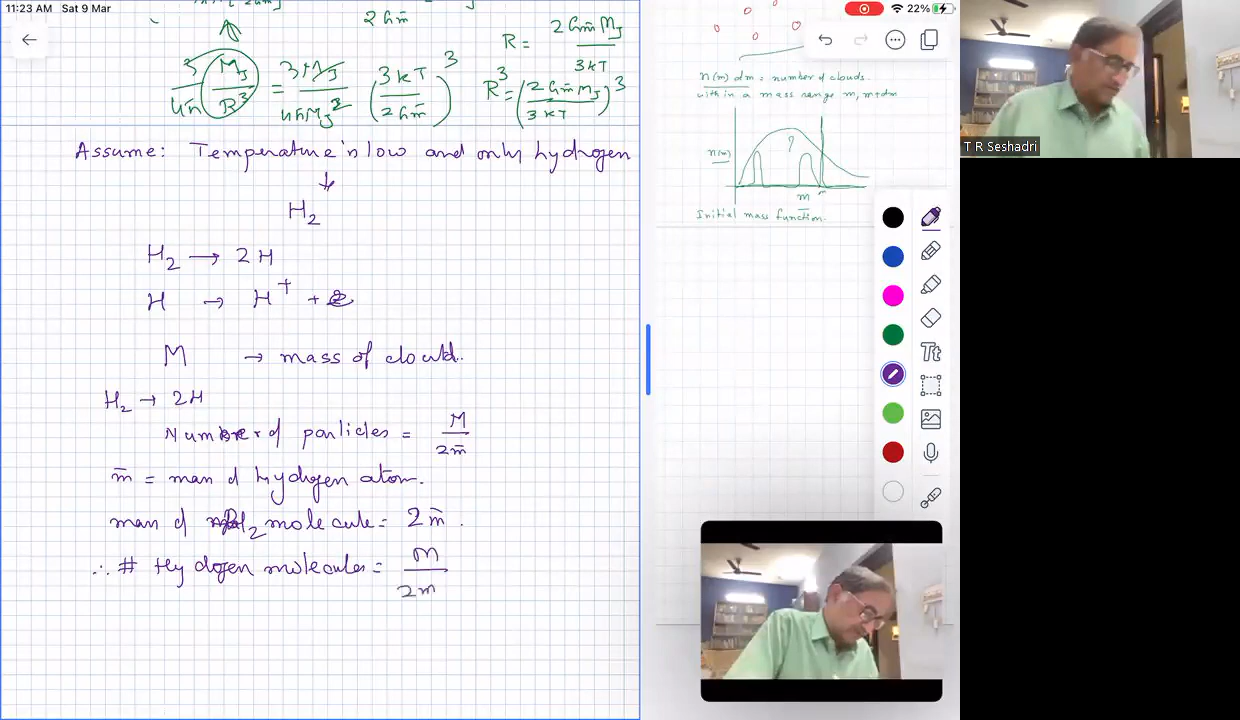 11:23 AM Sat 9 Mar
22%
2Gm̄
3/4π M_J/R³ = 3M_J/4πM_J³ (3kT/2Gm̄)³
R = 2Gm̄M_J/3kT
R³ = (2Gm̄M_J/3kT)³
Assume: Temperature is low and only hydrogen
↓
H₂
H₂ → 2H
H → H⁺ + e
M → mass of cloud.
H₂ → 2H
Number of particles = M/2m̄
m̄ = mass of hydrogen atom.
mass of H₂ molecule = 2m̄.
∴ # Hydogen molecules = M/2m
n(m) dm = number of clouds
with in a mass range m, m+dm
n(m)
?
m
Initial mass function.
Tt
T R Seshadri